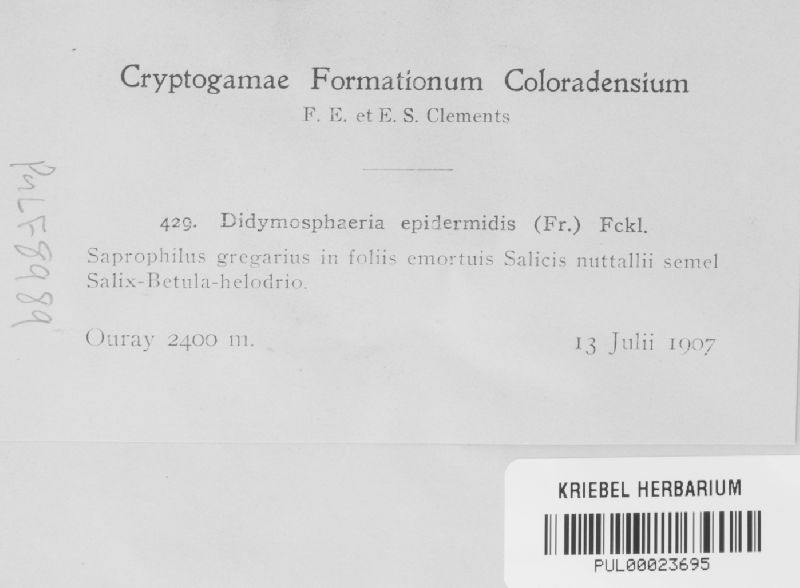 Cryptogamae Formationum Coloradensium
F. E. et E. S. Clements
429. Didymosphaeria epidermidis (Fr.) Fckl.
Saprophilus gregarius in foliis emortuis Salicis nuttallii semel
Salix-Betula-helodrio.
Ouray 2400 m. 13 Julii 1907
PuL F8989
KRIEBEL HERBARIUM
PUL00023695